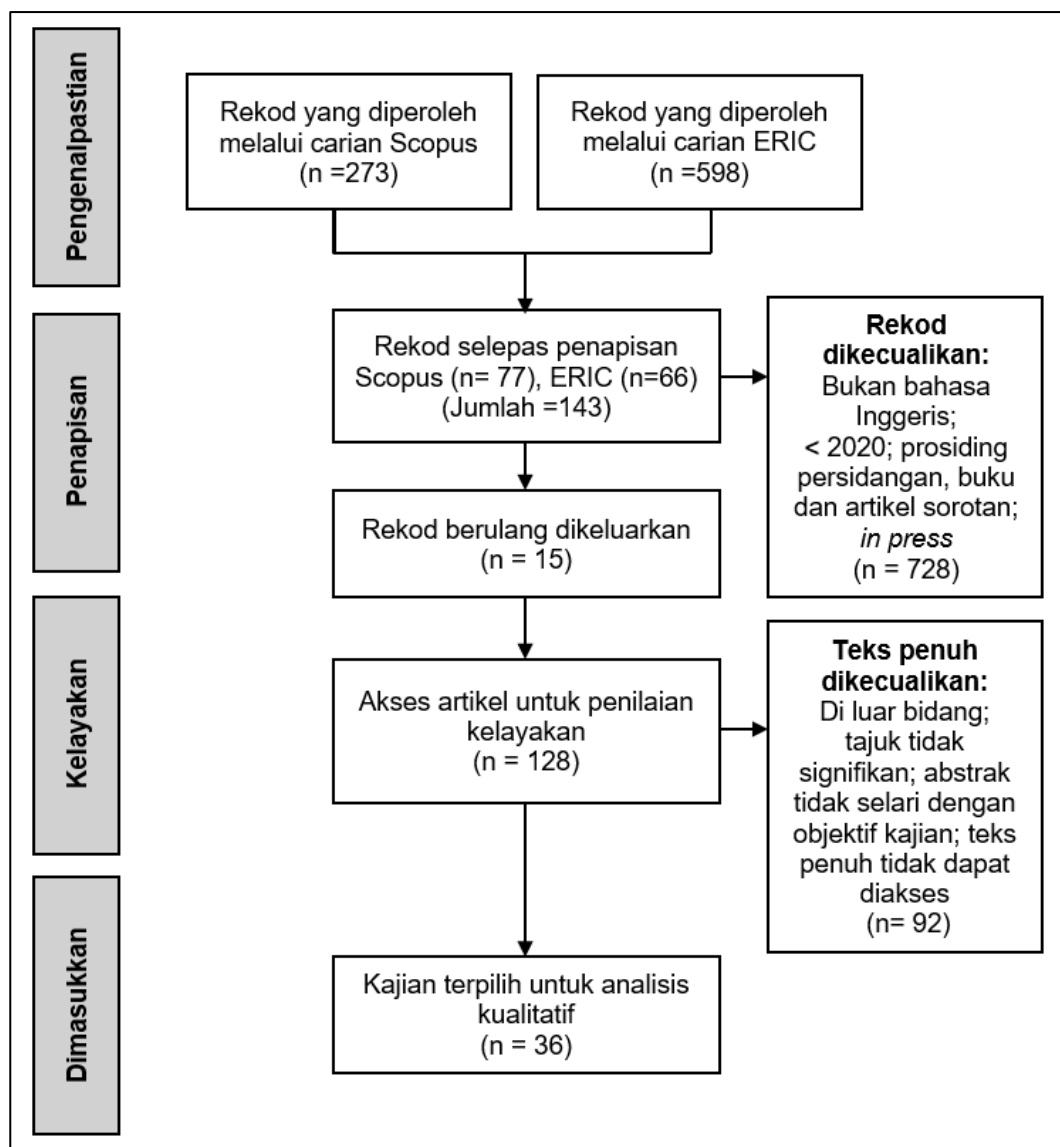 Pengenalpastian
Rekod yang diperoleh
melalui carian Scopus
(n =273)
Rekod yang diperoleh
melalui carian ERIC
(n =598)
Penapisan
Rekod selepas penapisan
Scopus (n= 77), ERIC (n=66)
(Jumlah =143)
Rekod
dikecualikan:
Bukan bahasa
Inggeris;
< 2020; prosiding
persidangan, buku
dan artikel sorotan;
in press
(n = 728)
Rekod berulang dikeluarkan
(n = 15)
Kelayakan
Akses artikel untuk penilaian
kelayakan
(n = 128)
Teks penuh
dikecualikan:
Di luar bidang;
tajuk tidak
signifikan; abstrak
tidak selari dengan
objektif kajian; teks
penuh tidak dapat
diakses
(n= 92)
Dimasukkan
Kajian terpilih untuk analisis
kualitatif
(n = 36)